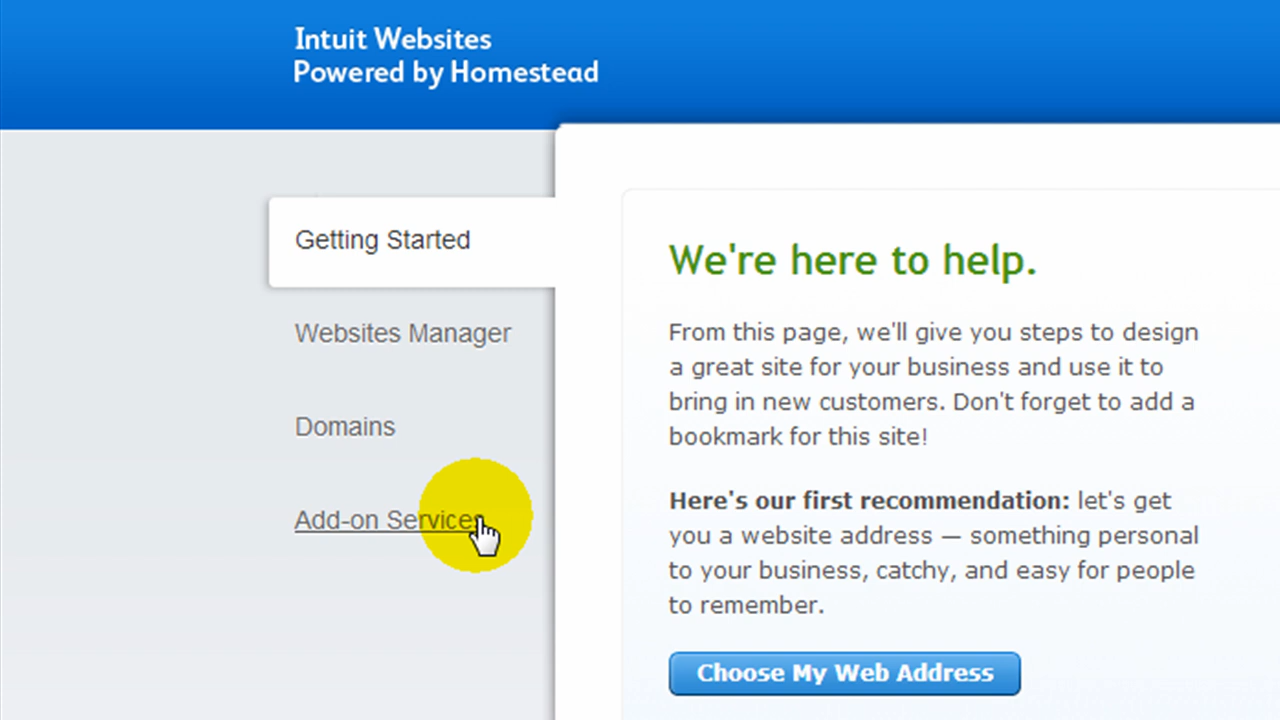 Intuit Websites
Powered by Homestead
Getting Started
Websites Manager
Domains
Add-on Services
We're here to help.
From this page, we'll give you steps to design
a great site for your business and use it to
bring in new customers. Don't forget to add a
bookmark for this site!
Here's our first recommendation: let's get
you a website address — something personal
to your business, catchy, and easy for people
to remember.
Choose My Web Address